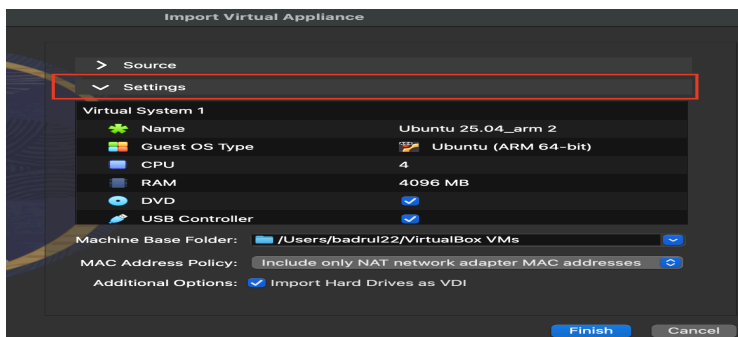 Import Virtual Appliance
Source
Settings
Virtual System 1
Name Ubuntu 25.04_arm 2
Guest OS Type Ubuntu (ARM 64-bit)
CPU 4
RAM 4096 MB
DVD
USB Controller
Machine Base Folder: /Users/badrul22/VirtualBox VMs
MAC Address Policy: Include only NAT network adapter MAC addresses
Additional Options: Import Hard Drives as VDI
Finish Cancel